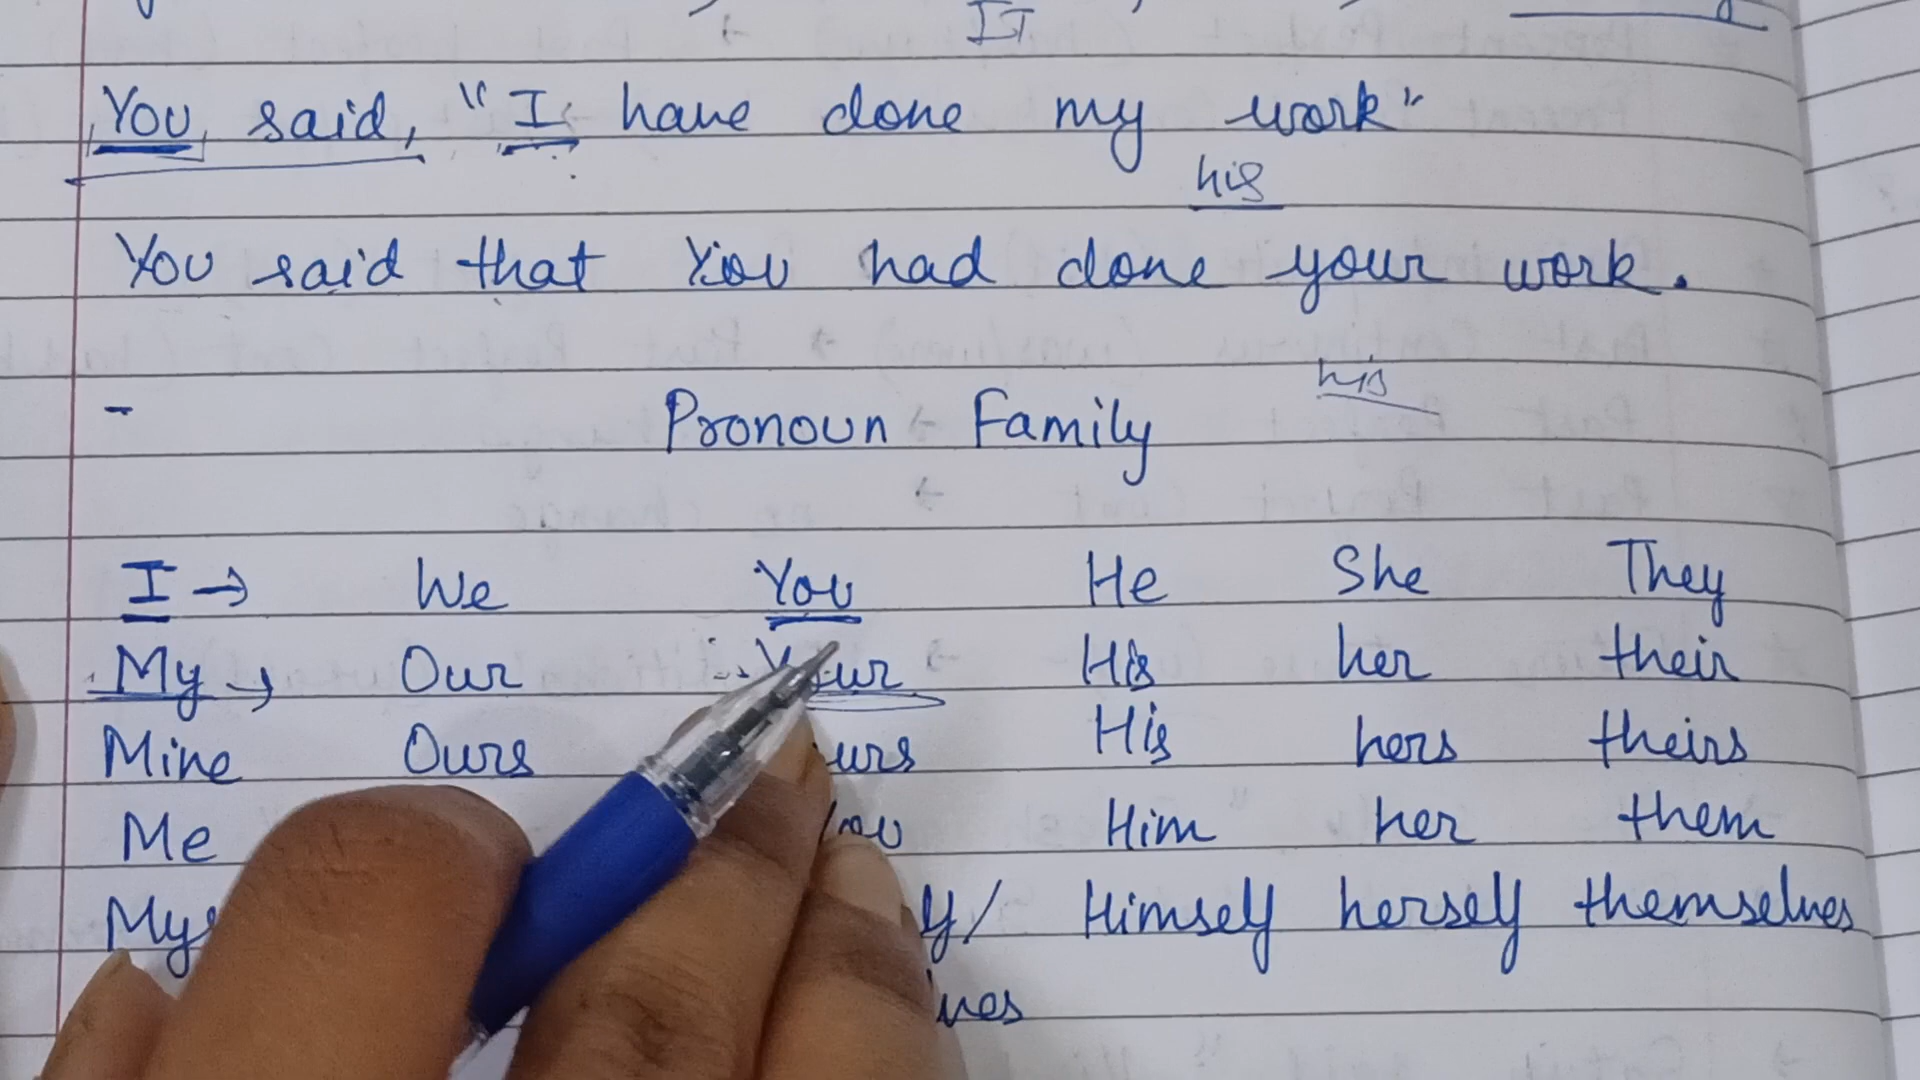 IT
You said, "I have done my work"
his
You said that You had done your work.
his
- Pronoun Family
I → We You He She They
My → Our Your His her their
Mine Ours His hers theirs
Me Him her them
Himself herself themselves